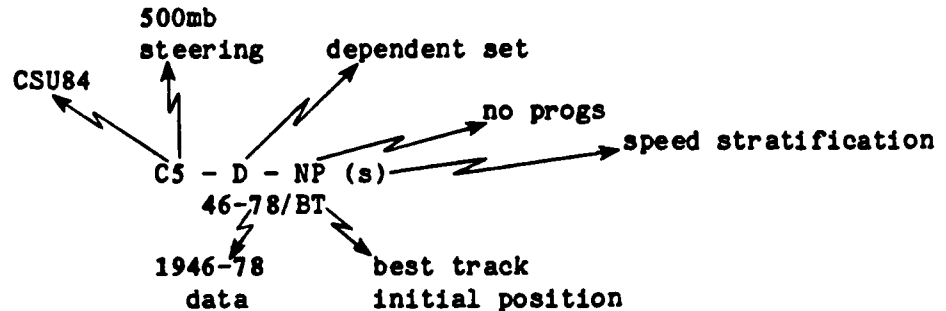 500mb
steering
dependent set
CSU84
no progs
speed stratification
C5 - D - NP (s)
46-78/BT
1946-78
data
best track
initial position